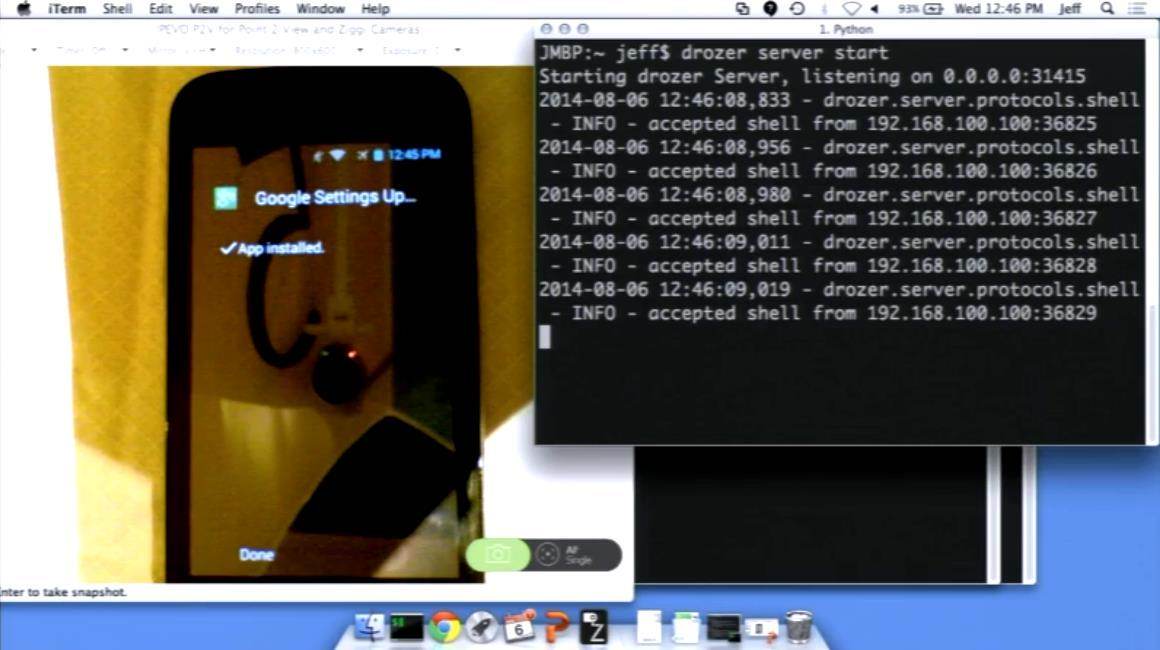 iTerm Shell Edit View Profiles Window Help 93% Wed 12:46 PM Jeff
PEVO P2V for Point 2 View and Ziggi Cameras
Timer: Off Resolution: 800x600 Exposure:
1. Python
JMBP:~ jeff$ drozer server start
Starting drozer Server, listening on 0.0.0.0:31415
2014-08-06 12:46:08,833 - drozer.server.protocols.shell
- INFO - accepted shell from 192.168.100.100:36825
2014-08-06 12:46:08,956 - drozer.server.protocols.shell
- INFO - accepted shell from 192.168.100.100:36826
2014-08-06 12:46:08,980 - drozer.server.protocols.shell
- INFO - accepted shell from 192.168.100.100:36827
2014-08-06 12:46:09,011 - drozer.server.protocols.shell
- INFO - accepted shell from 192.168.100.100:36828
2014-08-06 12:46:09,019 - drozer.server.protocols.shell
- INFO - accepted shell from 192.168.100.100:36829
12:45 PM
Google Settings Up...
App installed.
Done
AF
Single
nter to take snapshot.
6